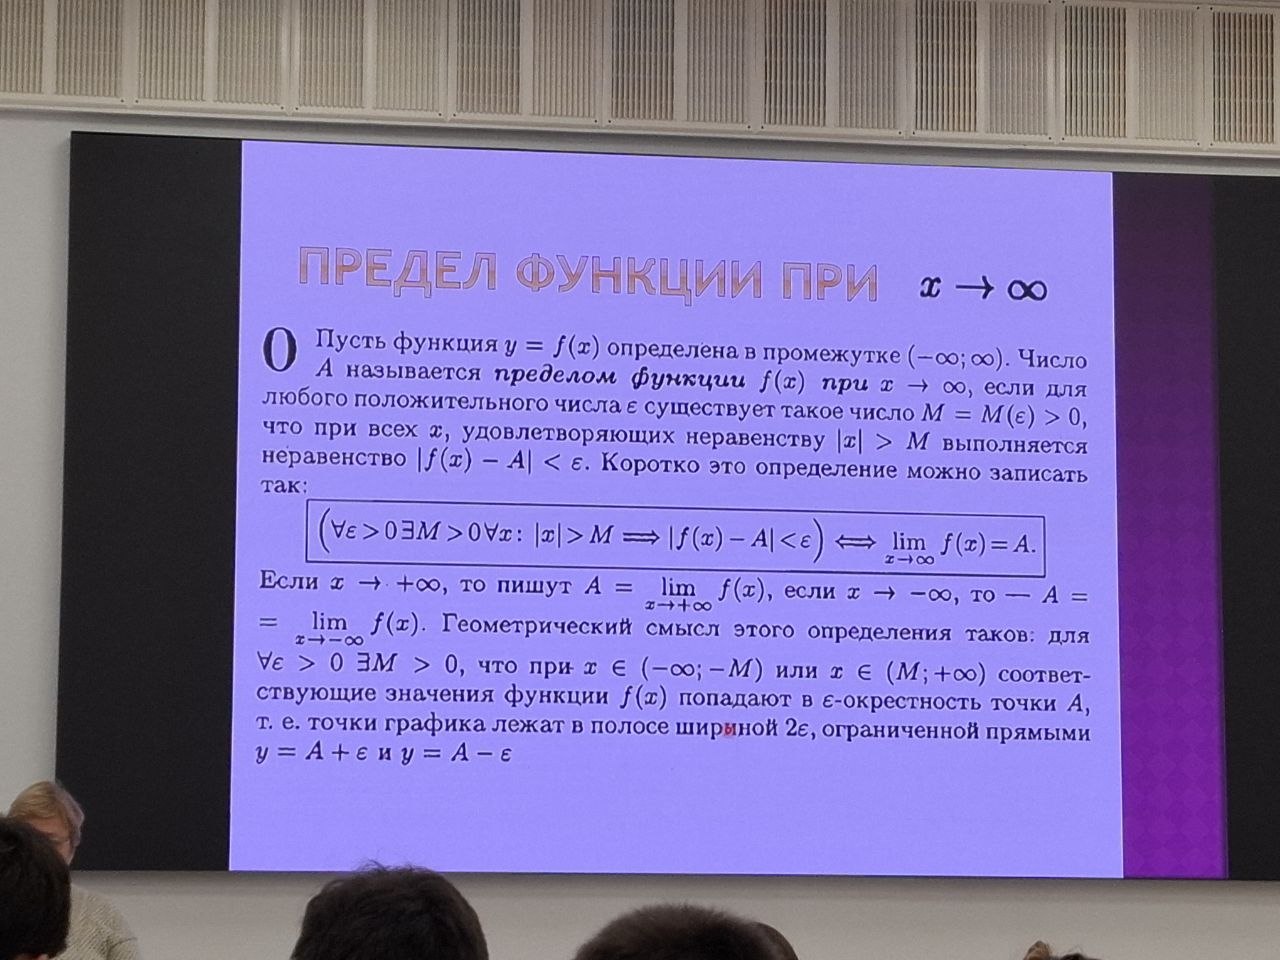 ПРЕДЕЛ ФУНКЦИИ ПРИ x → ∞
О Пусть функция y = f(x) определена в промежутке (−∞; ∞). Число
A называется пределом функции f(x) при x → ∞, если для
любого положительного числа ε существует такое число M = M(ε) > 0,
что при всех x, удовлетворяющих неравенству |x| > M выполняется
неравенство |f(x) − A| < ε. Коротко это определение можно записать
так:
(∀ε > 0 ∃M > 0 ∀x: |x| > M ⟹ |f(x) − A| < ε) ⟺ lim x→∞ f(x) = A.
Если x → +∞, то пишут A = lim x→+∞ f(x), если x → −∞, то — A =
= lim x→−∞ f(x). Геометрический смысл этого определения таков: для
∀ε > 0 ∃M > 0, что при x ∈ (−∞; −M) или x ∈ (M; +∞) соответ-
ствующие значения функции f(x) попадают в ε-окрестность точки A,
т. е. точки графика лежат в полосе ширыной 2ε, ограниченной прямыми
y = A + ε и y = A − ε